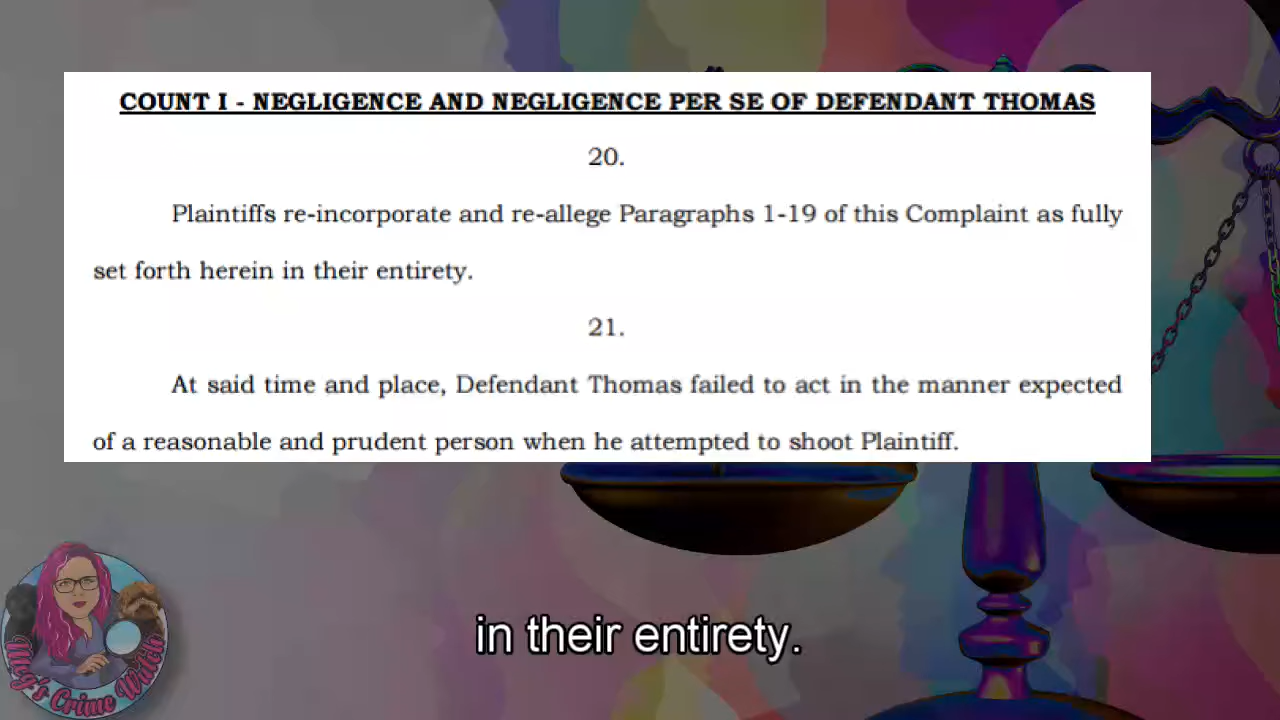 COUNT I - NEGLIGENCE AND NEGLIGENCE PER SE OF DEFENDANT THOMAS
20.
Plaintiffs re-incorporate and re-allege Paragraphs 1-19 of this Complaint as fully
set forth herein in their entirety.
21.
At said time and place, Defendant Thomas failed to act in the manner expected
of a reasonable and prudent person when he attempted to shoot Plaintiff.
in their entirety.
Meg's Crime Watch